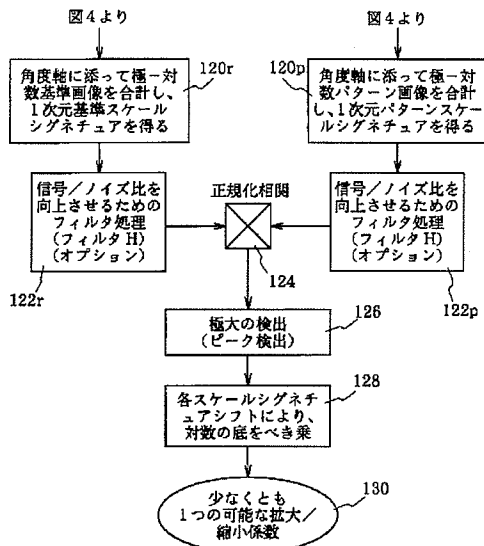 図4より
図4より
角度軸に添って極-対
数基準画像を合計し、
1次元基準スケール
シグネチュアを得る
120r
角度軸に添って極-対
数パターン画像を合計
し、1次元パターンスケー
ルシグネチュアを得る
120p
信号/ノイズ比を
向上させるための
フィルタ処理
(フィルタH)
(オプション)
122r
正規化相関
124
信号/ノイズ比を
向上させるための
フィルタ処理
(フィルタH)
(オプション)
122p
極大の検出
(ピーク検出)
126
各スケールシグネチ
ュアシフトにより、
対数の底をべき乗
128
少なくとも
1つの可能な拡大/
縮小係数
130